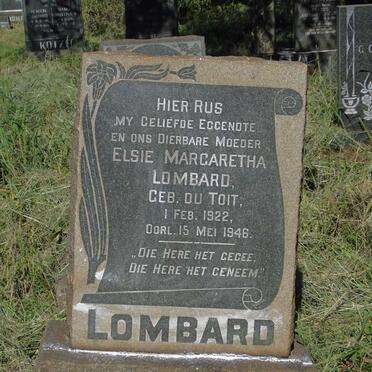 KOTZÉ
HIER RUS
MY GELIEFDE EGGENOTE
EN ONS DIERBARE MOEDER
ELSIE MARGARETHA
LOMBARD,
GEB. DU TOIT,
1 FEB. 1922,
OORL. 15 MEI 1946.
„DIE HERE HET GEGEE,
DIE HERE HET GENEEM."
LOMBARD